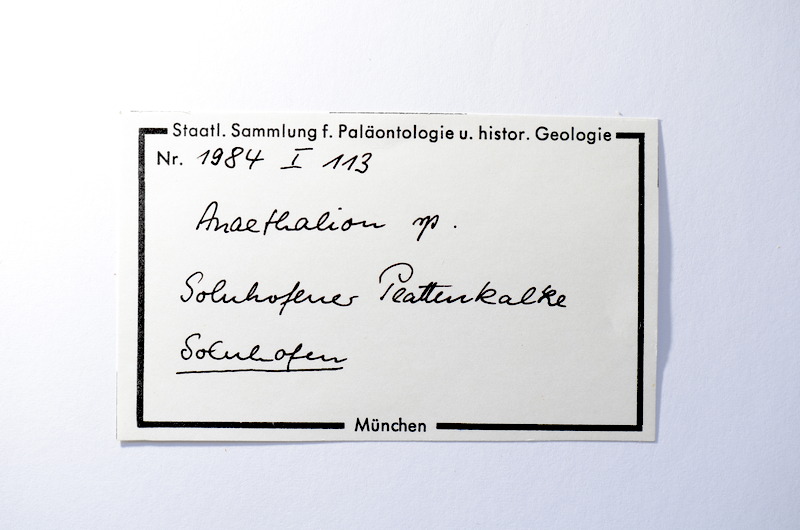 Staatl. Sammlung f. Paläontologie u. histor. Geologie
Nr. 1984 I 113
Anaethalion sp.
Solnhofener Plattenkalke
Solnhofen
München